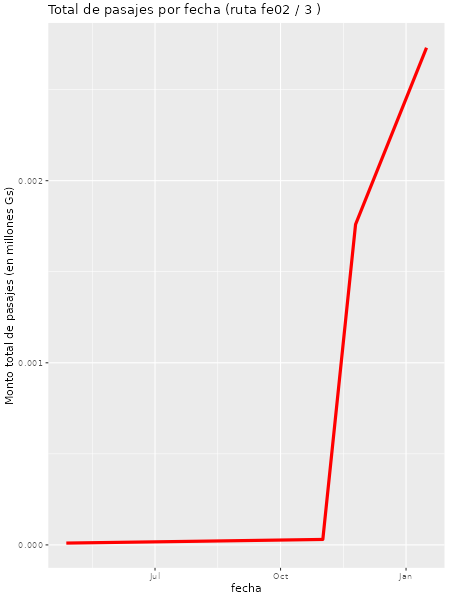 Total de pasajes por fecha (ruta fe02 / 3 )
Monto total de pasajes (en millones Gs)
0.002
0.001
0.000
Jul
Oct
Jan
fecha